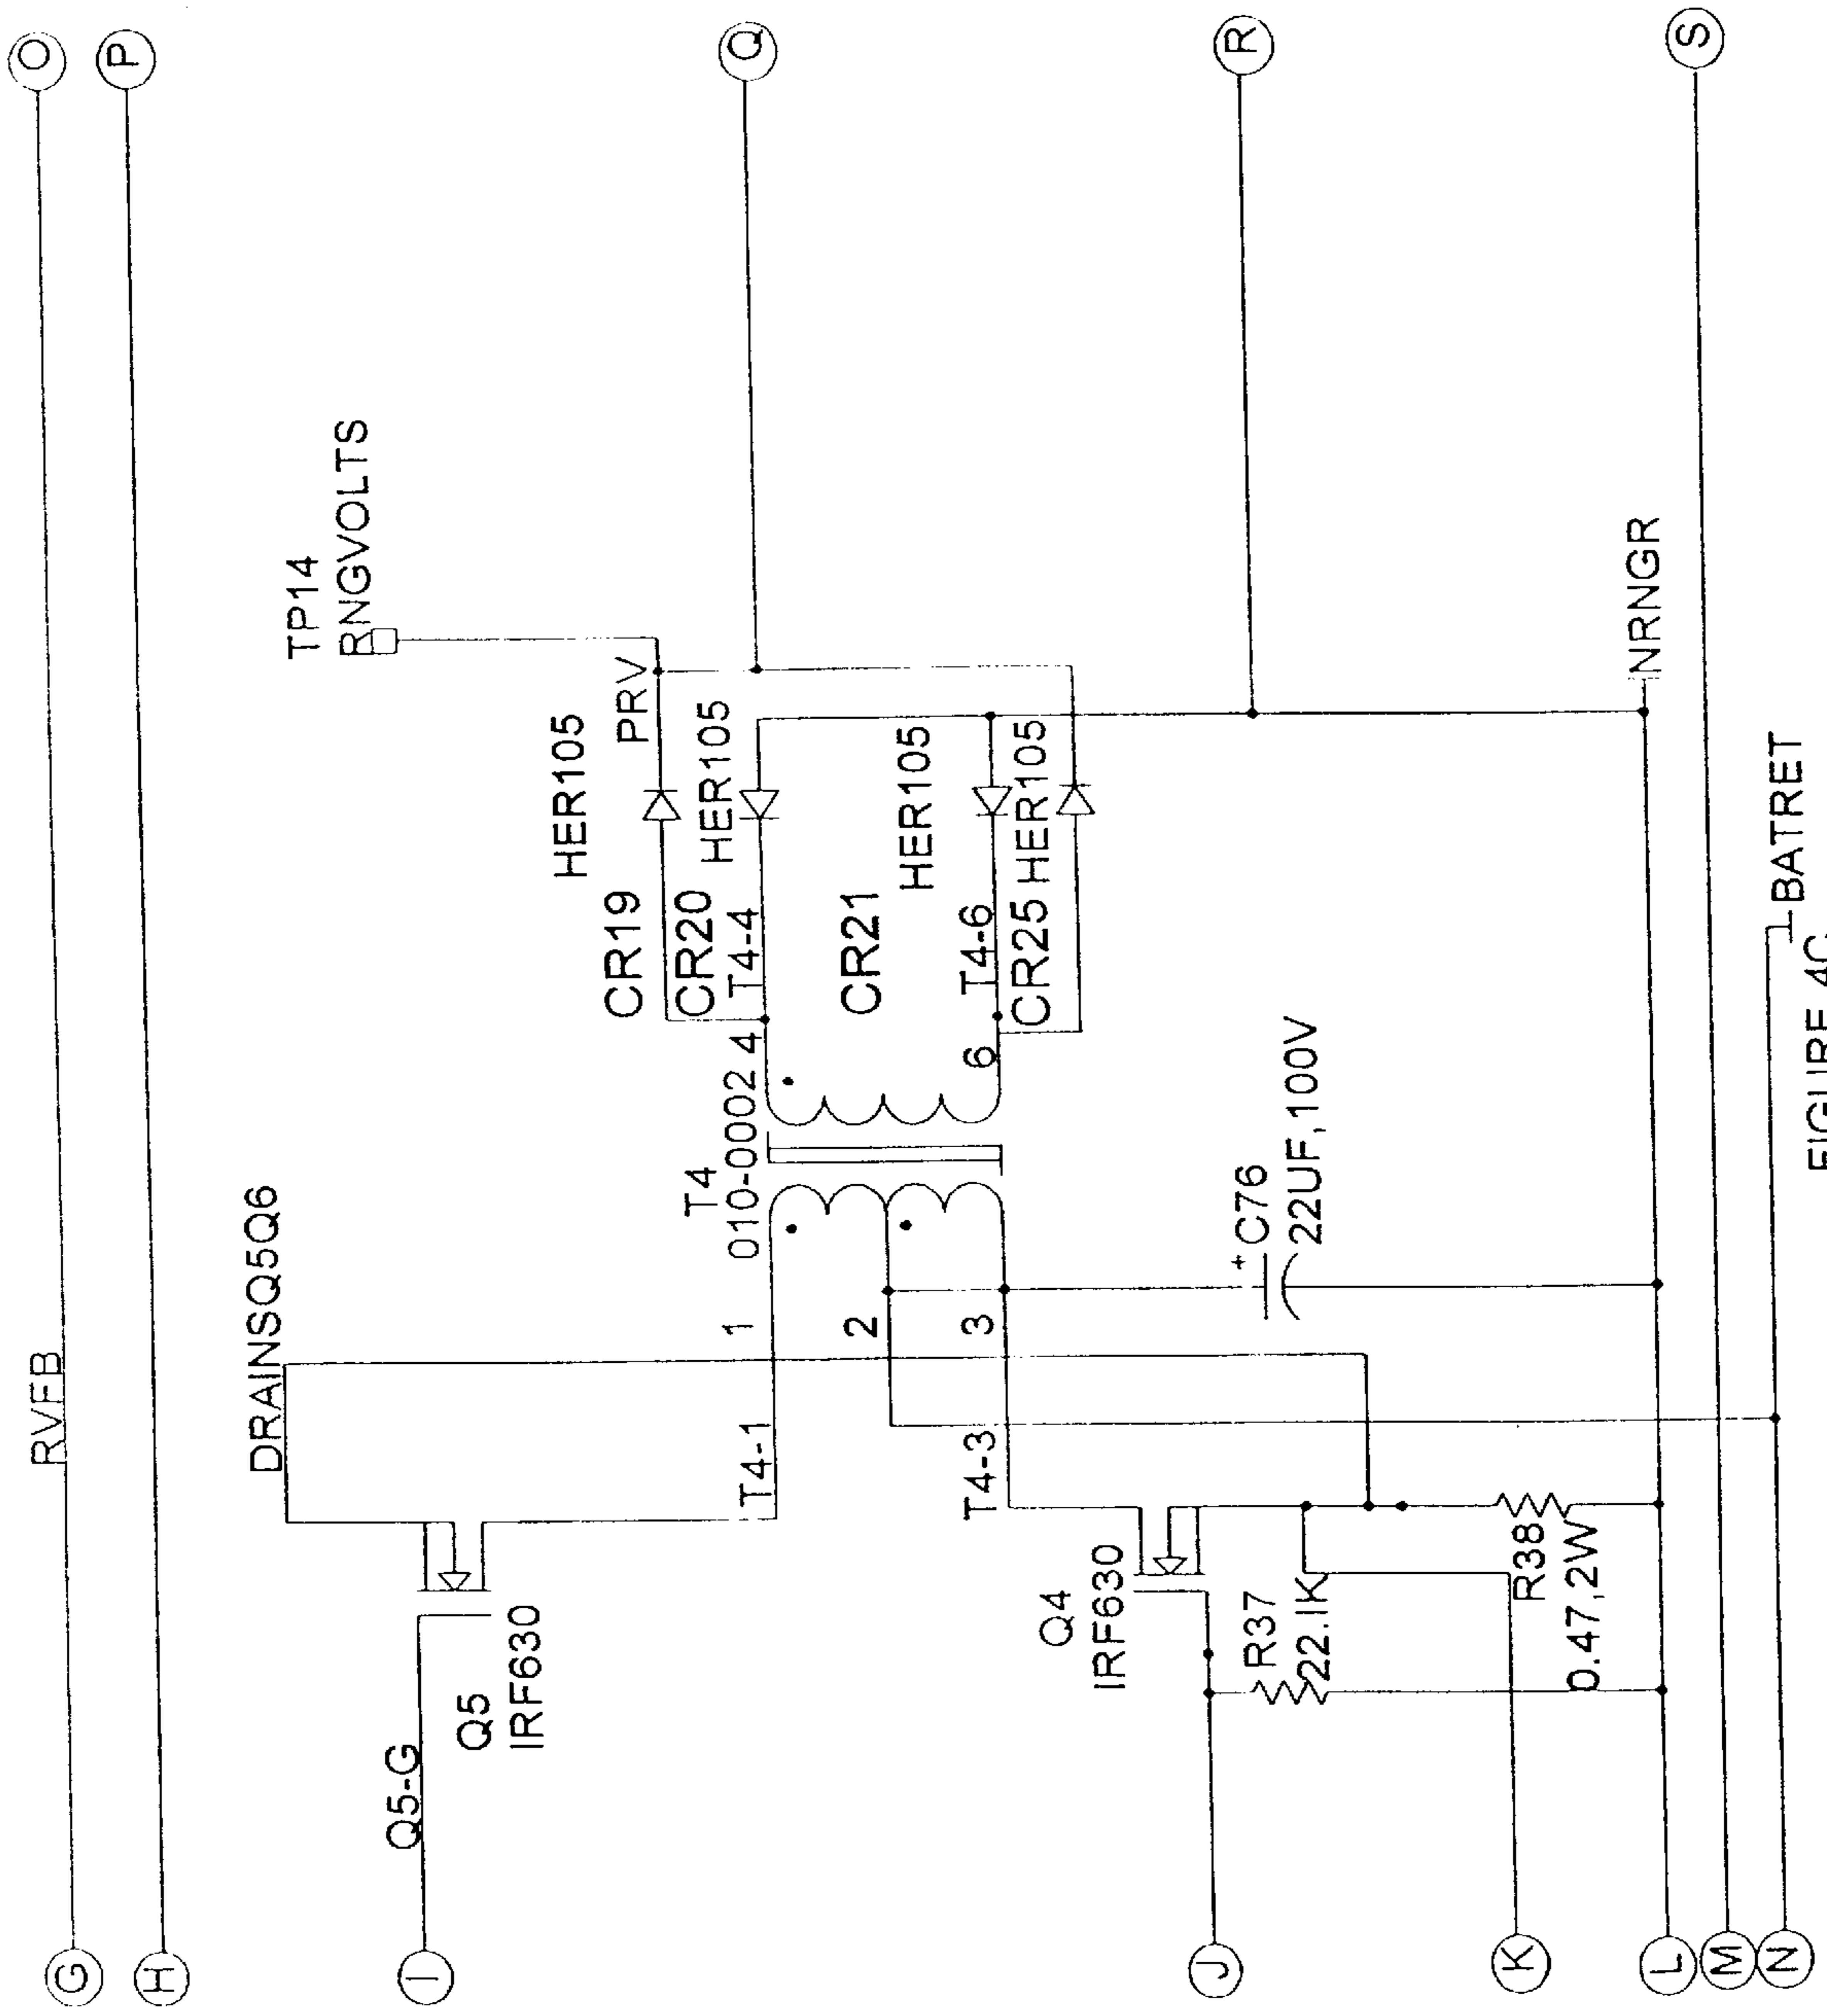 G
RVFB
O
H
P
DRAINSQ5Q6
TP14
RNGVOLTS
I
Q5-G
Q5
IRF630
T4-1
1
T4
010-0002
4
T4-4
CR19
HER105
PRV
CR20
HER105
Q
2
CR21
HER105
T4-3
3
6
T4-6
CR25 HER105
Q4
IRF630
J
R37
22.1K
+
C76
22UF,100V
R
K
R38
0.47,2W
L
NRNGR
M
S
N
BATRET
FIGURE 4C